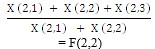 X (2,1) + X (2,2) + X (2,3)
X (2,1) + X (2,2)
= F(2,2)